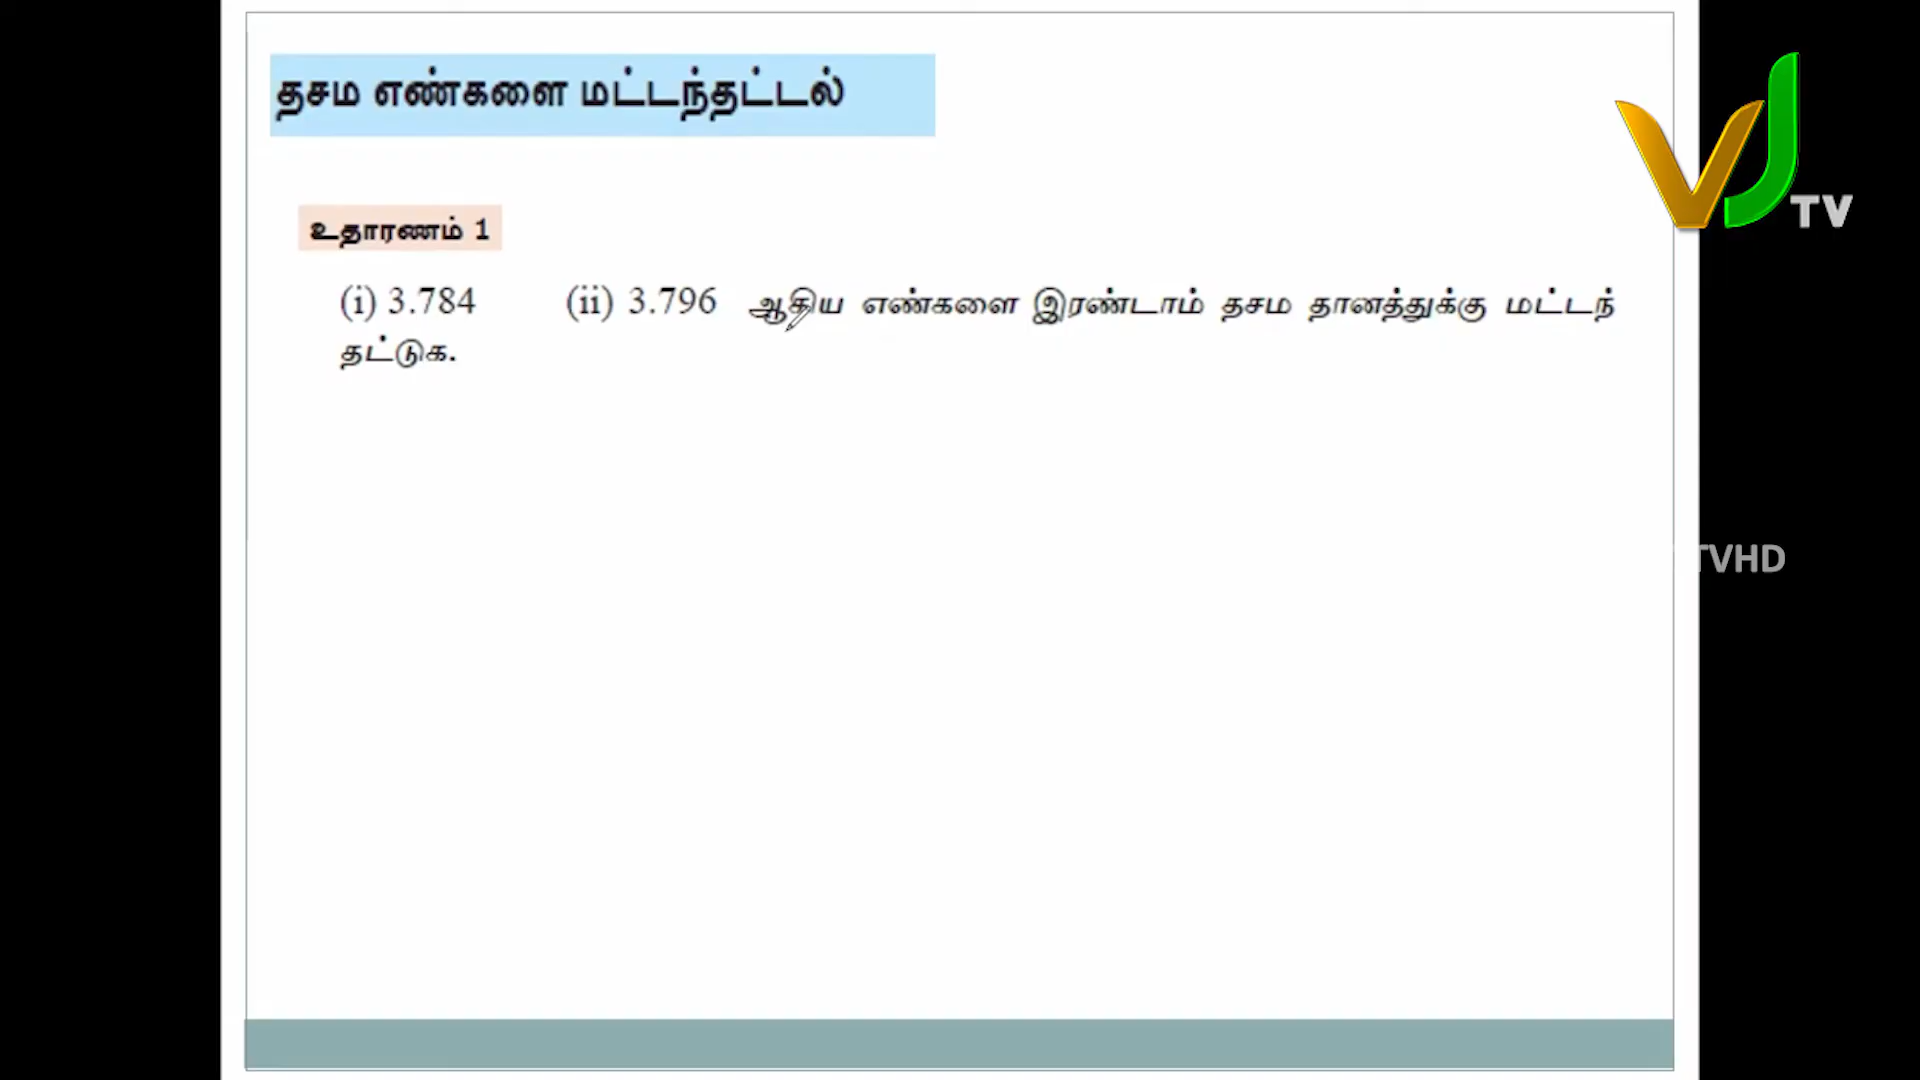 தசம எண்களை மட்டந்தட்டல்
உதாரணம் 1
(i) 3.784 (ii) 3.796 ஆகிய எண்களை இரண்டாம் தசம தானத்துக்கு மட்டந்
தட்டுக.
VJ TV
TVHD